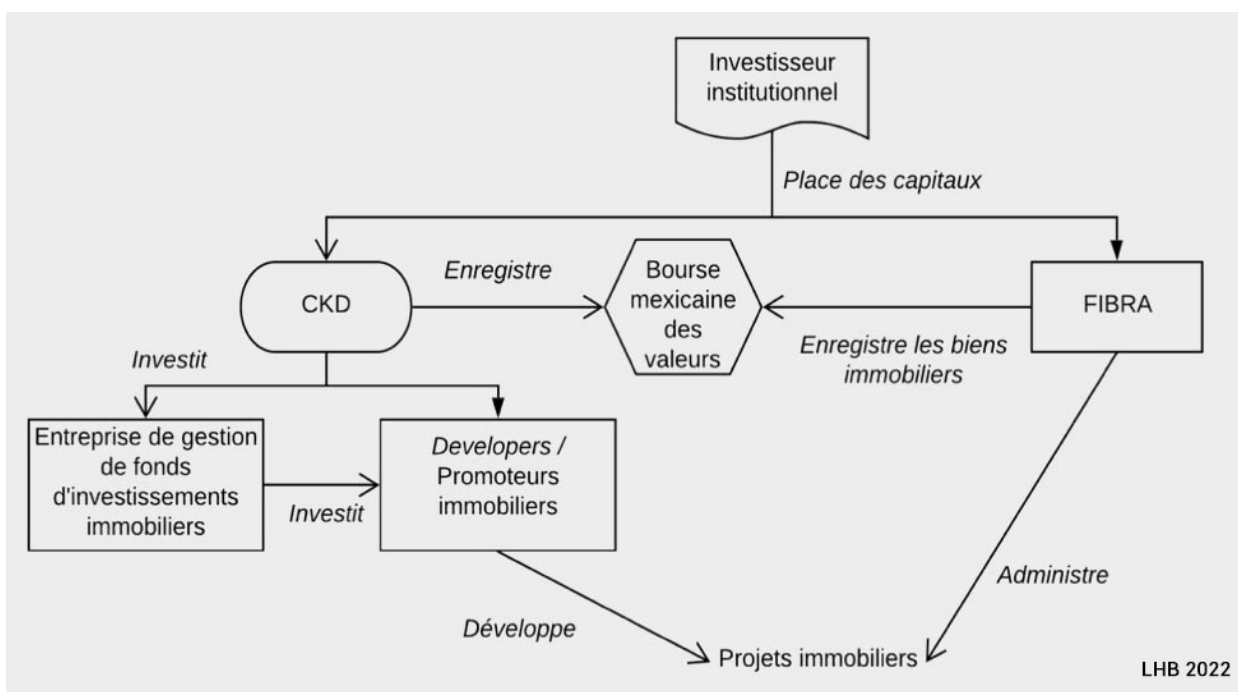 Investisseur
institutionnel
Place des capitaux
CKD
Enregistre
Bourse
mexicaine
des
valeurs
FIBRA
Enregistre les biens
immobiliers
Investit
Entreprise de gestion
de fonds
d'investissements
immobiliers
Investit
Developers /
Promoteurs
immobiliers
Développe
Administre
Projets immobiliers
LHB 2022